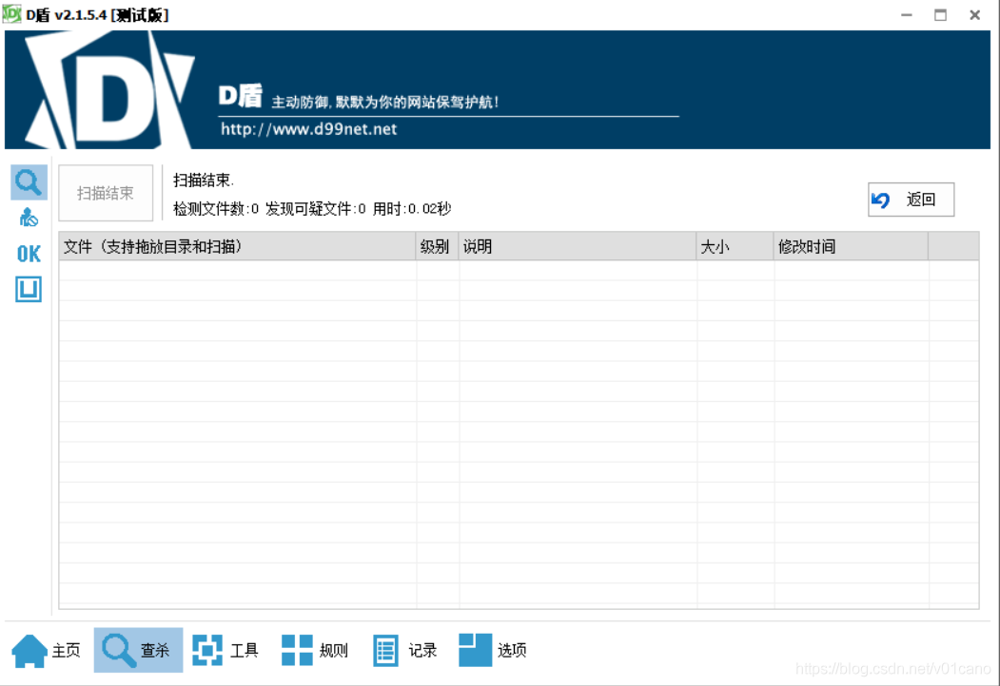 D盾 v2.1.5.4 [测试版]
D盾 主动防御,默默为你的网站保驾护航!
http://www.d99net.net
扫描结束
扫描结束.
检测文件数:0 发现可疑文件:0 用时:0.02秒
返回
OK
文件（支持拖放目录和扫描） 级别 说明 大小 修改时间
主页 查杀 工具 规则 记录 选项
https://blog.csdn.net/v01cano